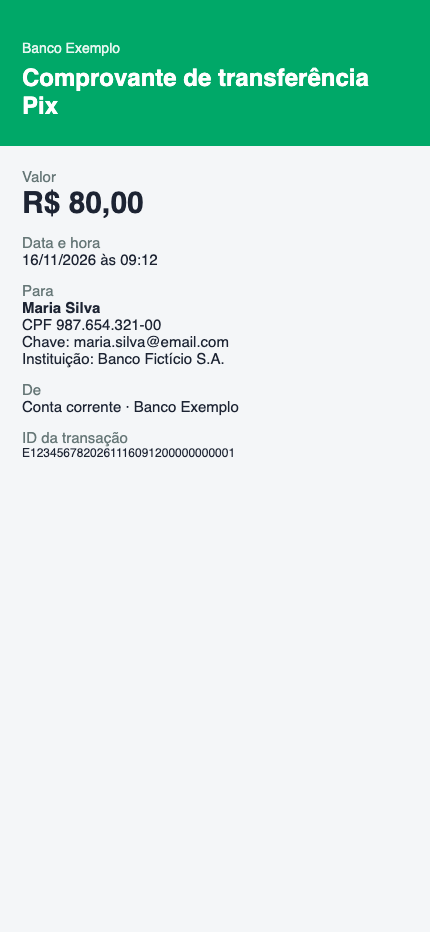 Banco Exemplo
Comprovante de transferência
Pix
Valor
R$ 80,00
Data e hora
16/11/2026 às 09:12
Para
Maria Silva
CPF 987.654.321-00
Chave: maria.silva@email.com
Instituição: Banco Fictício S.A.
De
Conta corrente · Banco Exemplo
ID da transação
E12345678202611160912000000000001